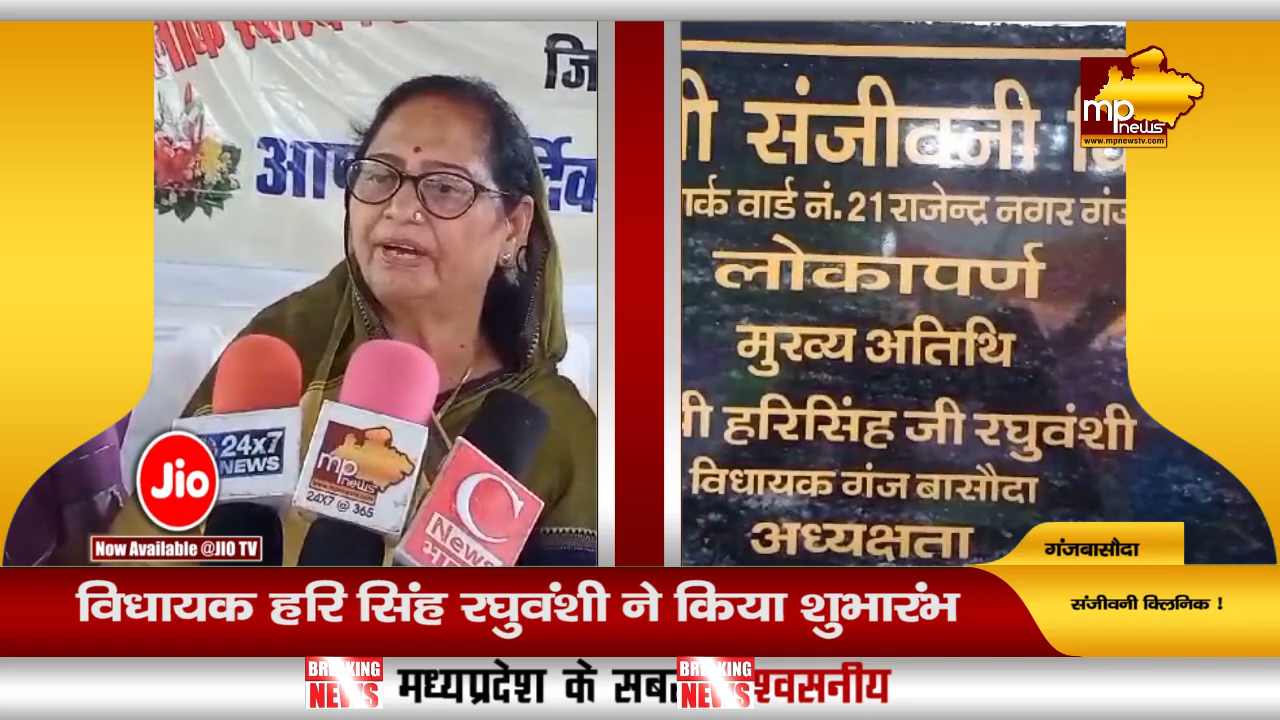 जि
संजीवनी
पार्क वार्ड नं. 21 राजेन्द्र नगर गंज
लोकापर्ण
मुख्य अतिथि
श्री हरिसिंह जी रघुवंशी
विधायक गंज बासौदा
अध्यक्षता
mp news
www.mpnewstv.com
24x7
NEWS
mp news
24X7 @ 365
C
News
Jio
Now Available @JIO TV
गंजबासौदा
विधायक हरि सिंह रघुवंशी ने किया शुभारंभ
संजीवनी क्लिनिक !
BREAKING
NEWS
मध्यप्रदेश के सब
BREAKING
NEWS
श्वसनीय